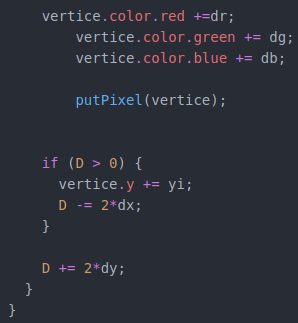 vertice.color.red +=dr;
vertice.color.green += dg;
vertice.color.blue += db;
putPixel(vertice);
if (D > 0) {
vertice.y += yi;
D -= 2*dx;
}
D += 2*dy;
}
}